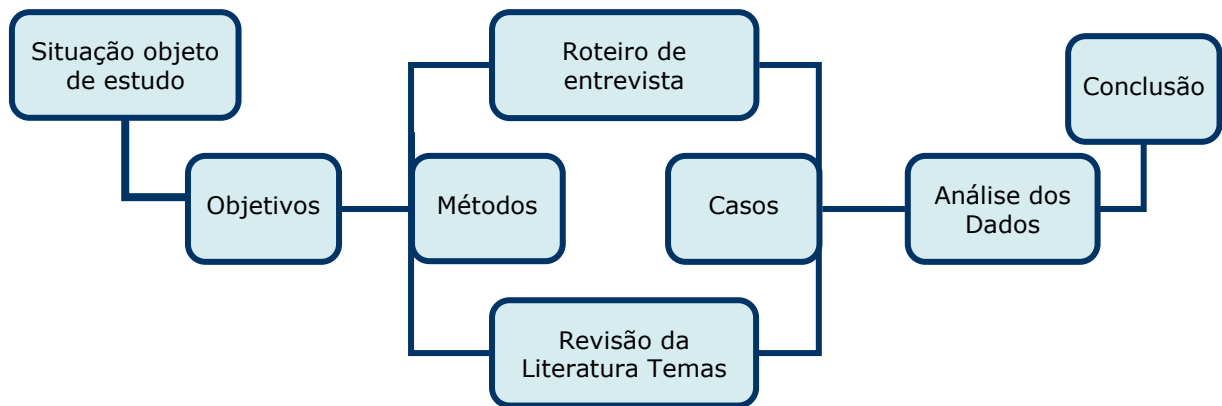 Situação objeto
de estudo
Objetivos
Métodos
Roteiro de
entrevista
Revisão da
Literatura Temas
Casos
Análise dos
Dados
Conclusão